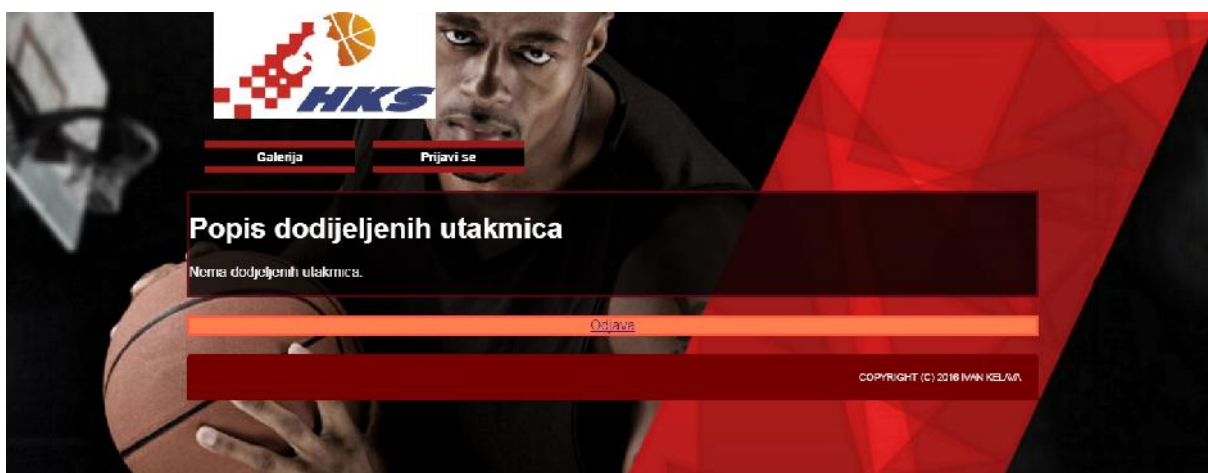 HKS
Galerija
Prijavi se
Popis dodijeljenih utakmica
Nema dodjeljenih utakmica.
Odjava
COPYRIGHT (C) 2016 IVAN KELAVA